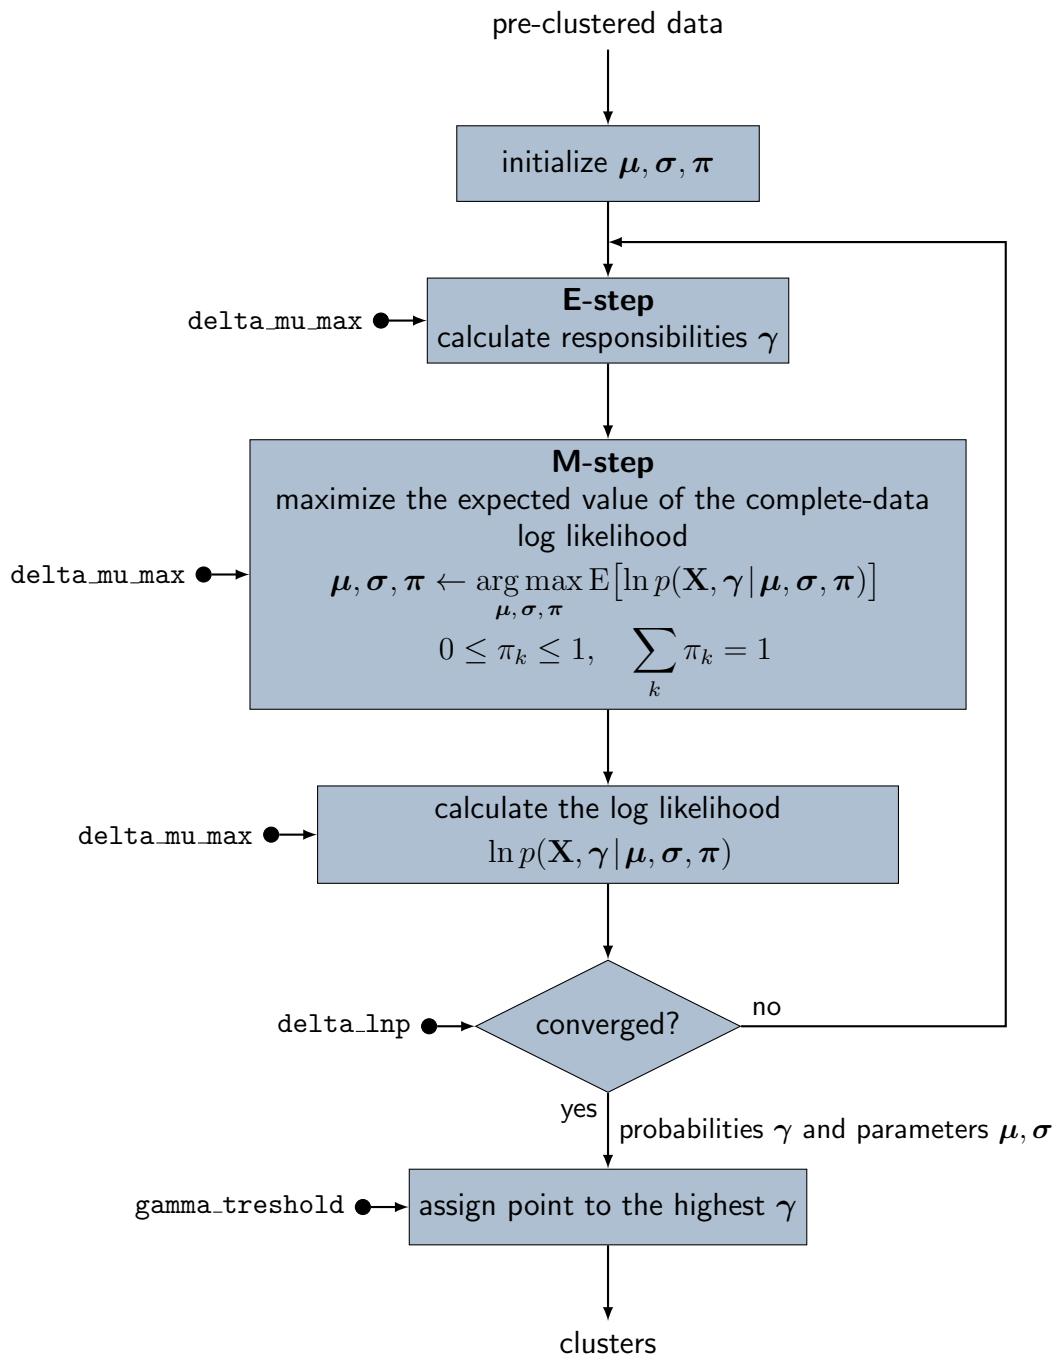 pre-clustered data
initialize μ, σ, π
E-step
calculate responsibilities γ
delta_mu_max
M-step
maximize the expected value of the complete-data
log likelihood
μ, σ, π ← arg max E[ln p(X, γ | μ, σ, π)]
μ, σ, π
0 ≤ π_k ≤ 1, ∑ π_k = 1
k
delta_mu_max
calculate the log likelihood
ln p(X, γ | μ, σ, π)
delta_mu_max
converged?
delta_lnp
no
yes
probabilities γ and parameters μ, σ
gamma_treshold
assign point to the highest γ
clusters